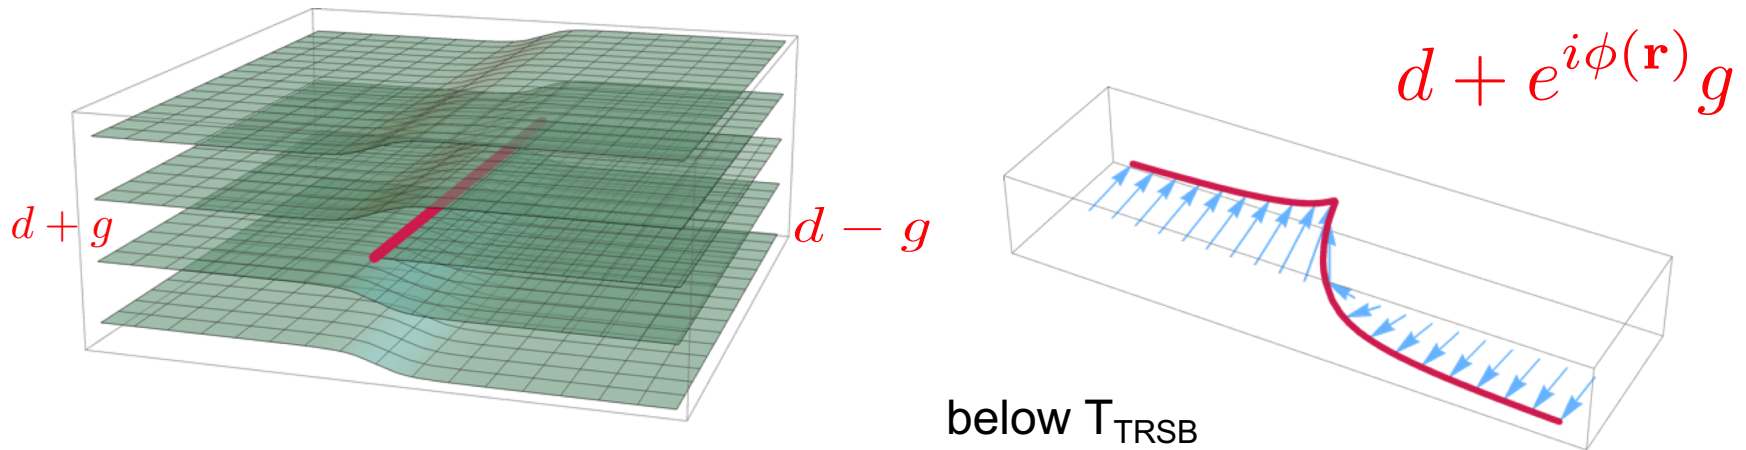 d + g
d − g
d + e^{iϕ(r)} g
below T_TRSB